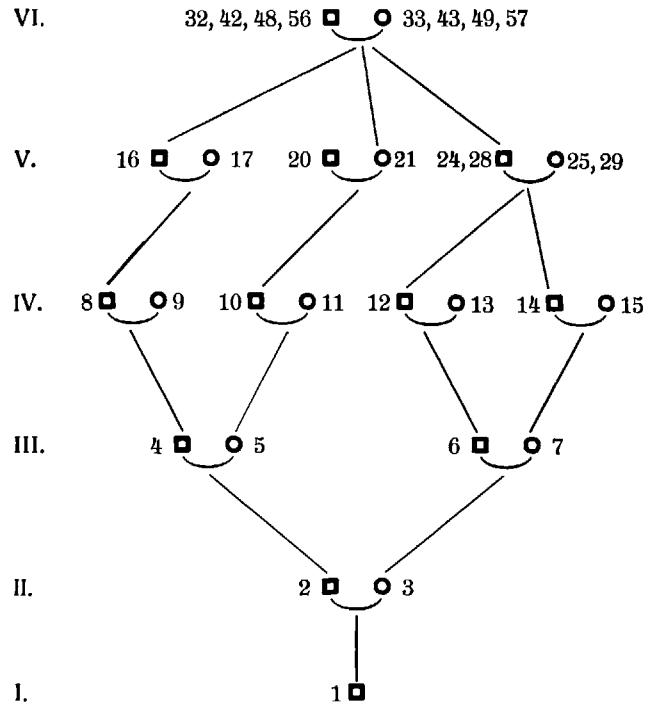 VI. 32, 42, 48, 56 33, 43, 49, 57
V. 16 17 20 21 24, 28 25, 29
IV. 8 9 10 11 12 13 14 15
III. 4 5 6 7
II. 2 3
I. 1